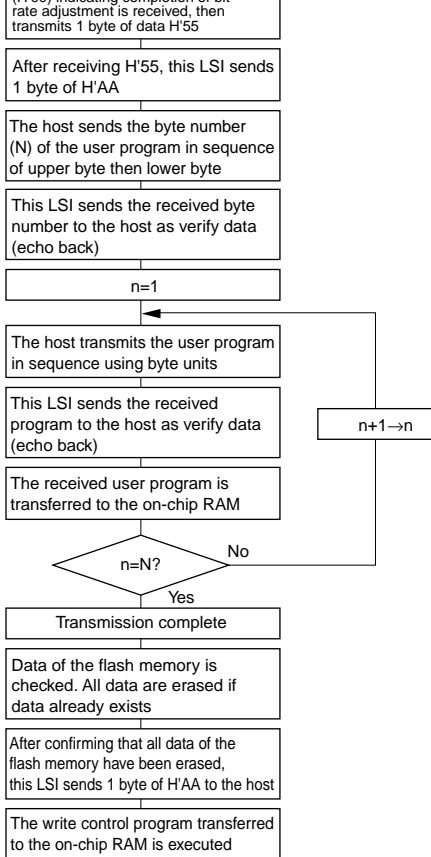 rate adjustment is received, then
transmits 1 byte of data H'55
After receiving H'55, this LSI sends
1 byte of H'AA
The host sends the byte number
(N) of the user program in sequence
of upper byte then lower byte
This LSI sends the received byte
number to the host as verify data
(echo back)
n=1
The host transmits the user program
in sequence using byte units
This LSI sends the received
program to the host as verify data
(echo back)
n+1→n
The received user program is
transferred to the on-chip RAM
No
n=N?
Yes
Transmission complete
Data of the flash memory is
checked. All data are erased if
data already exists
After confirming that all data of the
flash memory have been erased,
this LSI sends 1 byte of H'AA to the host
The write control program transferred
to the on-chip RAM is executed